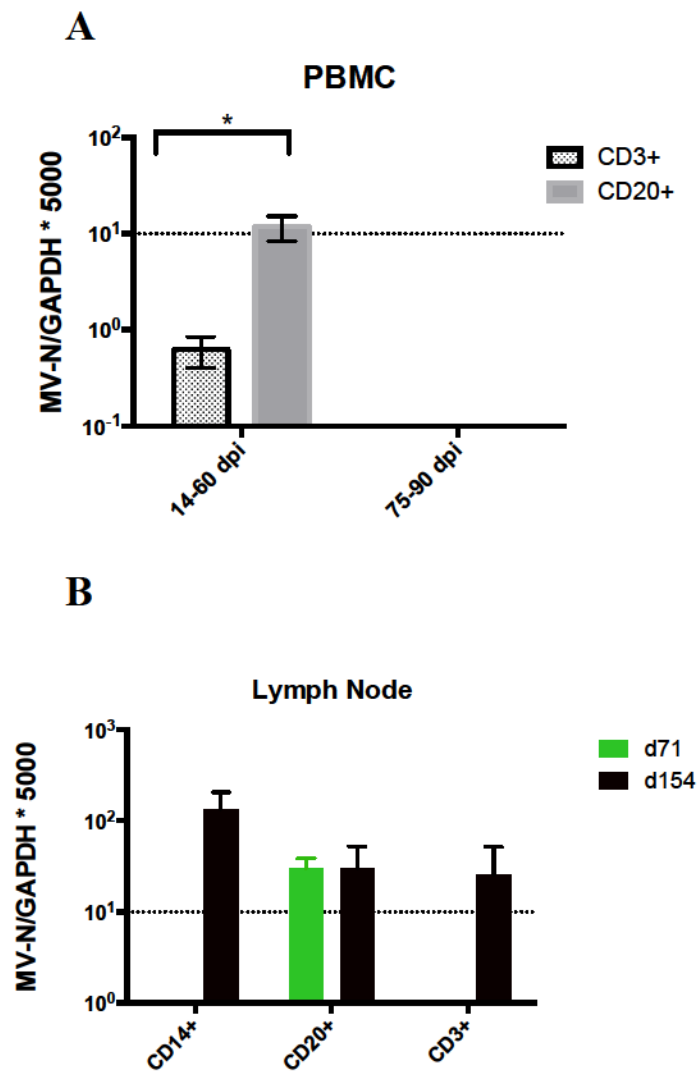 A
PBMC
MV-N/GAPDH * 5000
10²
10¹
10⁰
10⁻¹
*
CD3+
CD20+
14-60 dpi
75-90 dpi
B
Lymph Node
MV-N/GAPDH * 5000
10³
10²
10¹
10⁰
d71
d154
CD14+
CD20+
CD3+